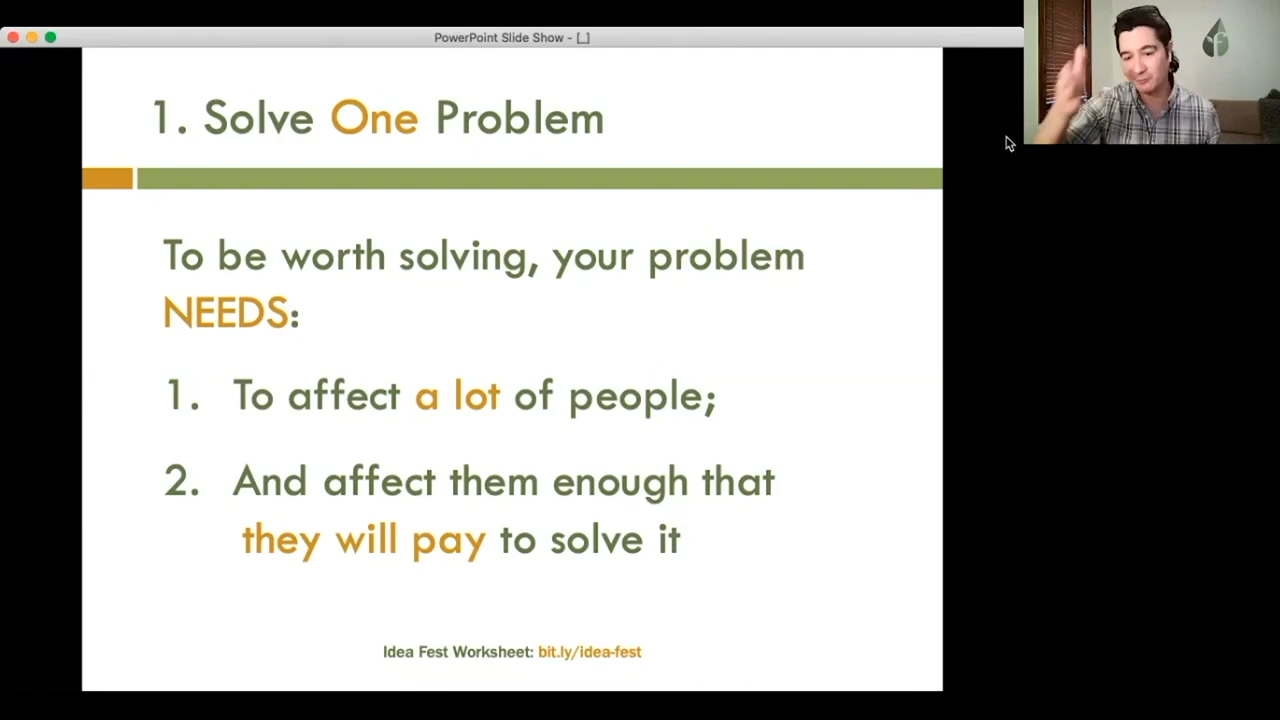 PowerPoint Slide Show - [_]
1. Solve One Problem
To be worth solving, your problem
NEEDS:
1. To affect a lot of people;
2. And affect them enough that
they will pay to solve it
Idea Fest Worksheet: bit.ly/idea-fest
f